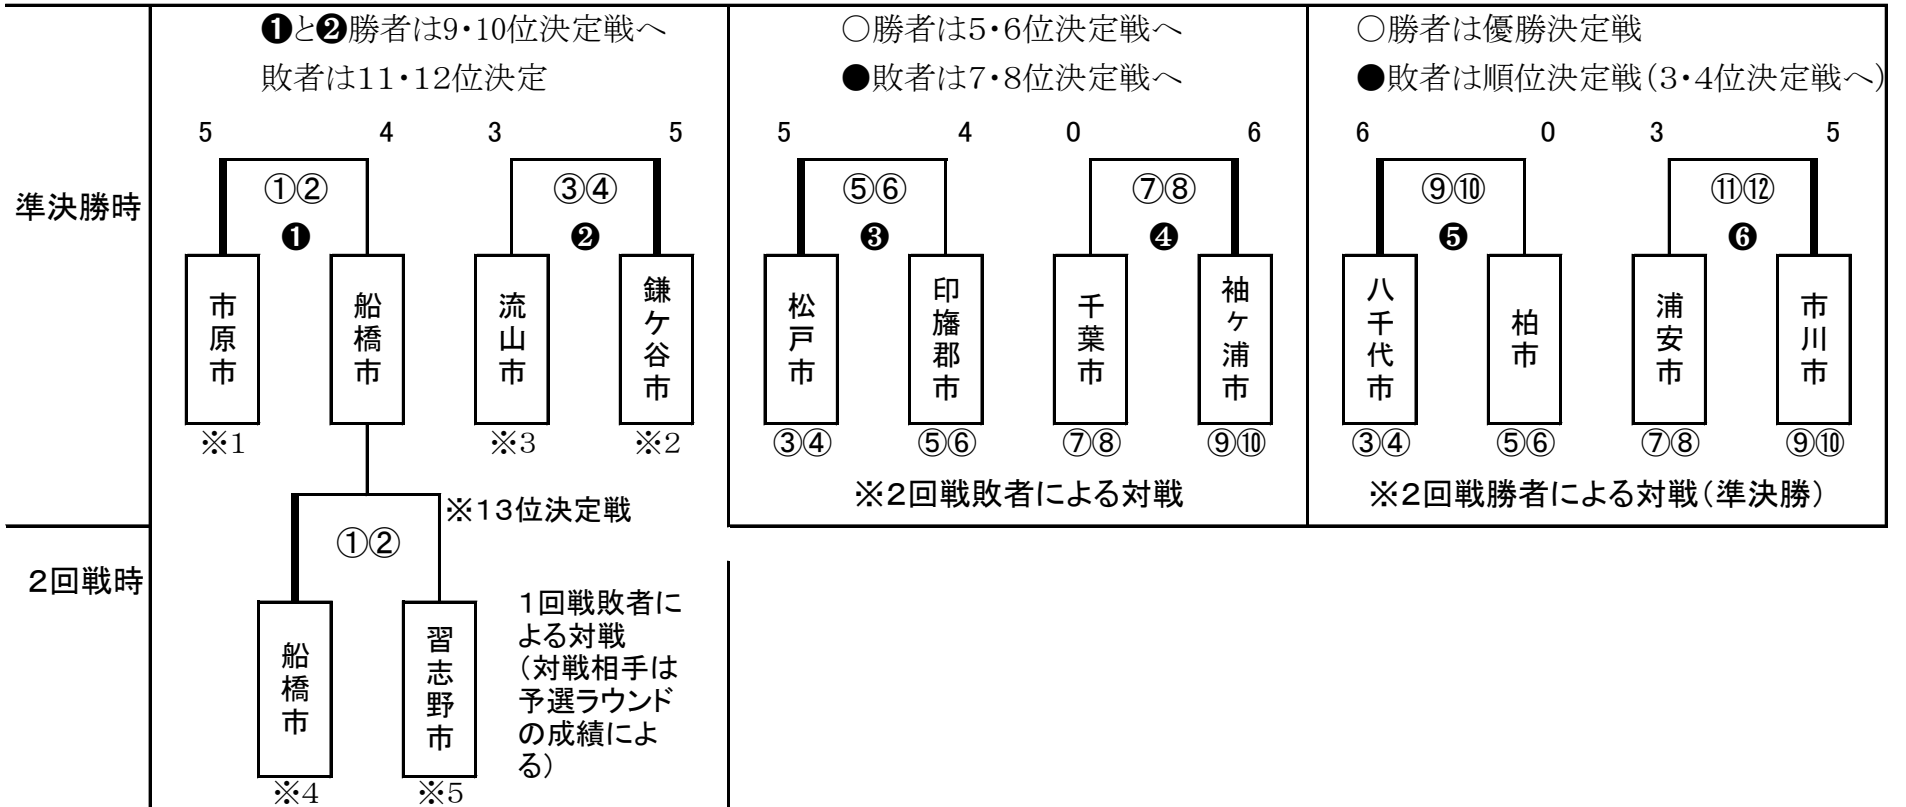 ❶と❷勝者は9・10位決定戦へ
敗者は11・12位決定
○勝者は5・6位決定戦へ
●敗者は7・8位決定戦へ
○勝者は優勝決定戦
●敗者は順位決定戦(3・4位決定戦へ)
準決勝時
5 4 3 5 5 4 0 6 6 0 3 5
①② ③④ ⑤⑥ ⑦⑧ ⑨⑩ ⑪⑫
❶ ❷ ❸ ❹ ❺ ❻
市原市
船橋市
流山市
鎌ケ谷市
松戸市
印旛郡市
千葉市
袖ヶ浦市
八千代市
柏市
浦安市
市川市
※1 ※3 ※2 ③④ ⑤⑥ ⑦⑧ ⑨⑩ ③④ ⑤⑥ ⑦⑧ ⑨⑩
※2回戦敗者による対戦
※2回戦勝者による対戦(準決勝)
※13位決定戦
2回戦時
①②
船橋市
習志野市
※4 ※5
1回戦敗者に
よる対戦
(対戦相手は
予選ラウンド
の成績によ
る)